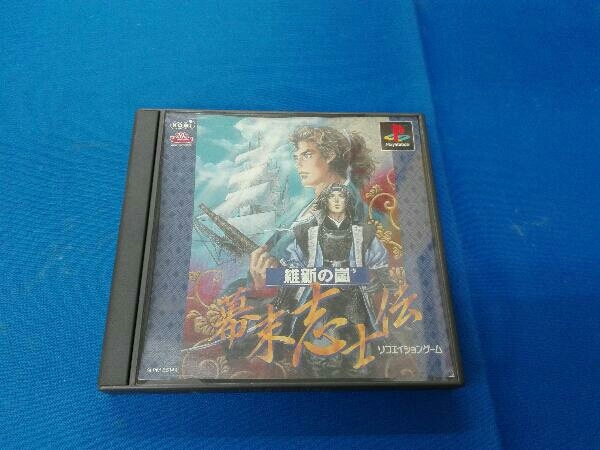 KOEI
PlayStation
維新の嵐
幕末志士伝
リコエイションゲーム